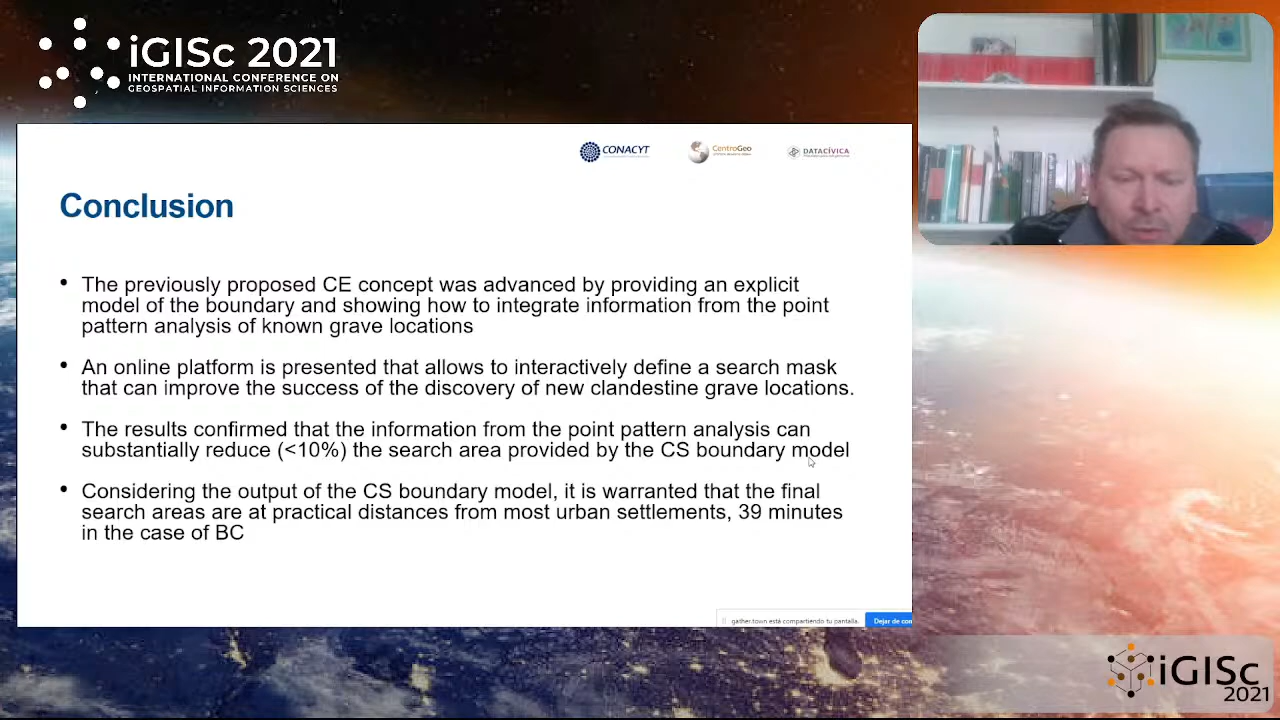 iGISc 2021
INTERNATIONAL CONFERENCE ON
GEOSPATIAL INFORMATION SCIENCES
CONACYT
CentroGeo
DATACÍVICA
Conclusion
• The previously proposed CE concept was advanced by providing an explicit
model of the boundary and showing how to integrate information from the point
pattern analysis of known grave locations
• An online platform is presented that allows to interactively define a search mask
that can improve the success of the discovery of new clandestine grave locations.
• The results confirmed that the information from the point pattern analysis can
substantially reduce (<10%) the search area provided by the CS boundary model
• Considering the output of the CS boundary model, it is warranted that the final
search areas are at practical distances from most urban settlements, 39 minutes
in the case of BC
gather.town está compartiendo tu pantalla.
Dejar de com
iGISc
2021